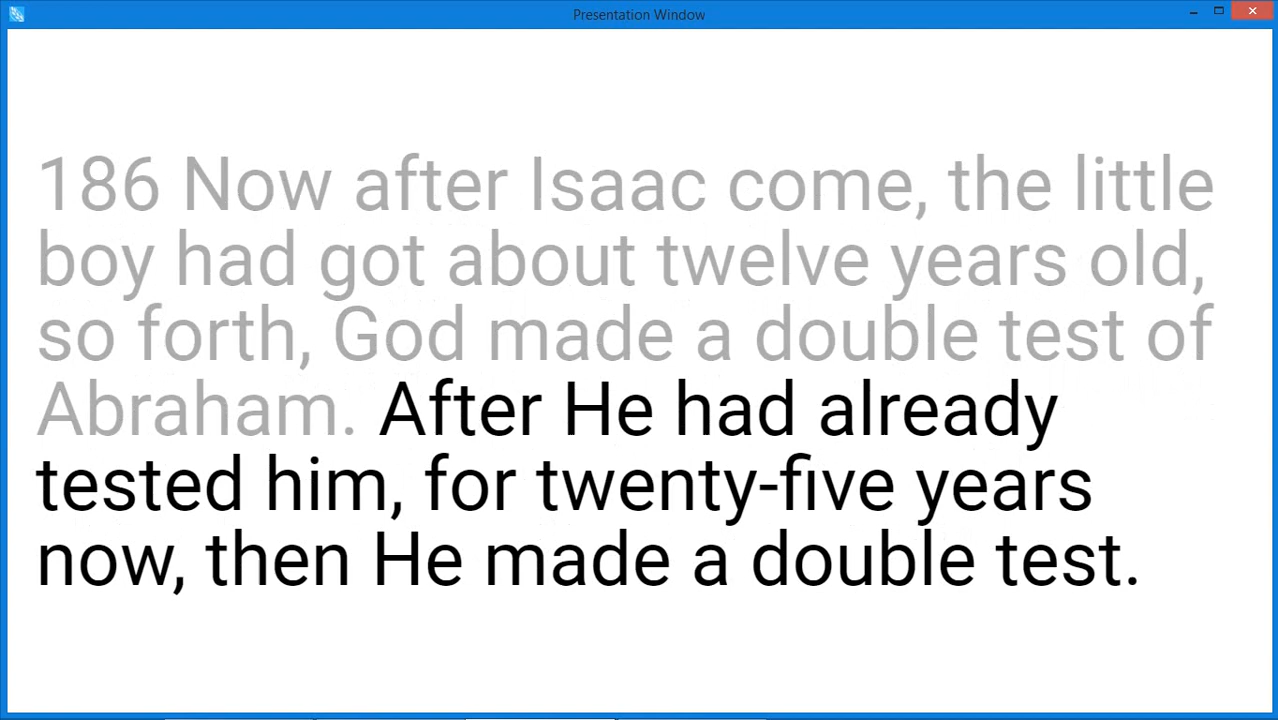 Presentation Window
186 Now after Isaac come, the little
boy had got about twelve years old,
so forth, God made a double test of
Abraham. After He had already
tested him, for twenty-five years
now, then He made a double test.